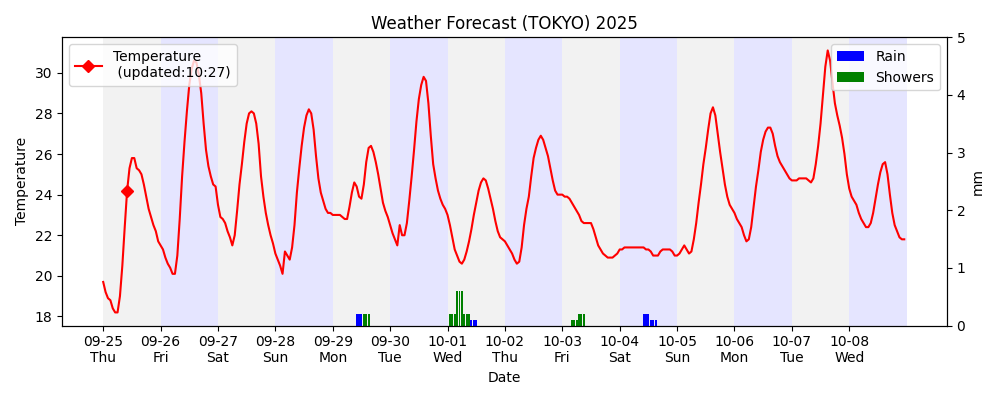 Weather Forecast (TOKYO) 2025
Temperature
(updated:10:27)
Rain
Showers
Temperature
30
28
26
24
22
20
18
5
4
3
2
1
0
mm
09-25 09-26 09-27 09-28 09-29 09-30 10-01 10-02 10-03 10-04 10-05 10-06 10-07 10-08
Thu Fri Sat Sun Mon Tue Wed Thu Fri Sat Sun Mon Tue Wed
Date